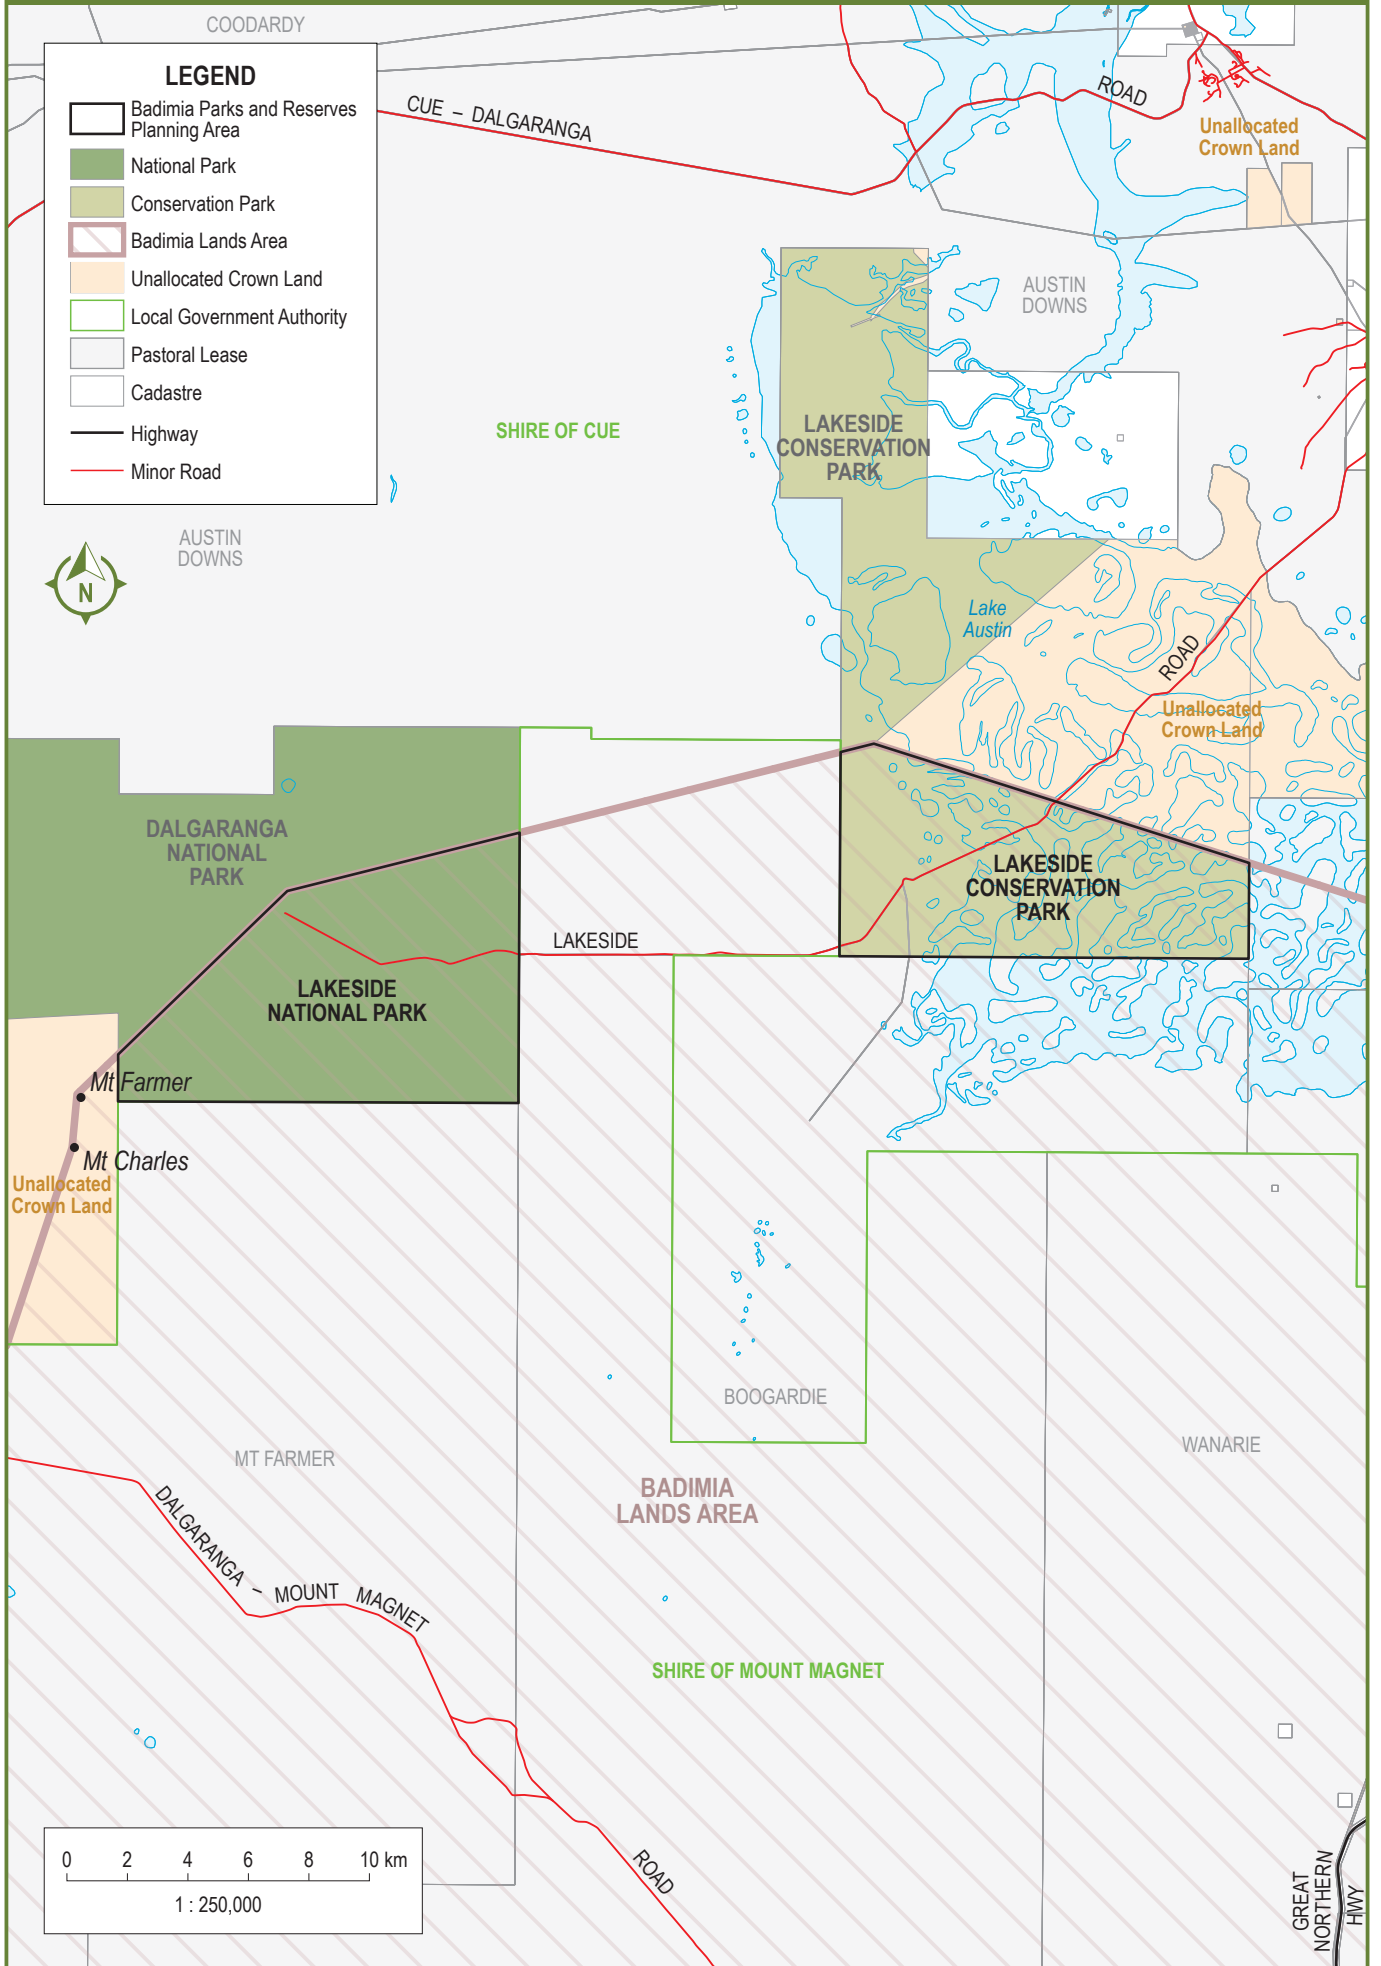 COODARDY
LEGEND
Badimia Parks and Reserves
Planning Area
National Park
Conservation Park
Badimia Lands Area
Unallocated Crown Land
Local Government Authority
Pastoral Lease
Cadastre
Highway
Minor Road
CUE – DALGARANGA
ROAD
Unallocated
Crown Land
AUSTIN
DOWNS
SHIRE OF CUE
LAKESIDE
CONSERVATION
PARK
AUSTIN
DOWNS
N
Lake
Austin
ROAD
Unallocated
Crown Land
DALGARANGA
NATIONAL
PARK
LAKESIDE
CONSERVATION
PARK
LAKESIDE
LAKESIDE
NATIONAL PARK
Mt Farmer
Mt Charles
Unallocated
Crown Land
BOOGARDIE
MT FARMER
WANARIE
BADIMIA
LANDS AREA
DALGARANGA – MOUNT MAGNET
SHIRE OF MOUNT MAGNET
ROAD
0 2 4 6 8 10 km
1 : 250,000
GREAT
NORTHERN
HWY